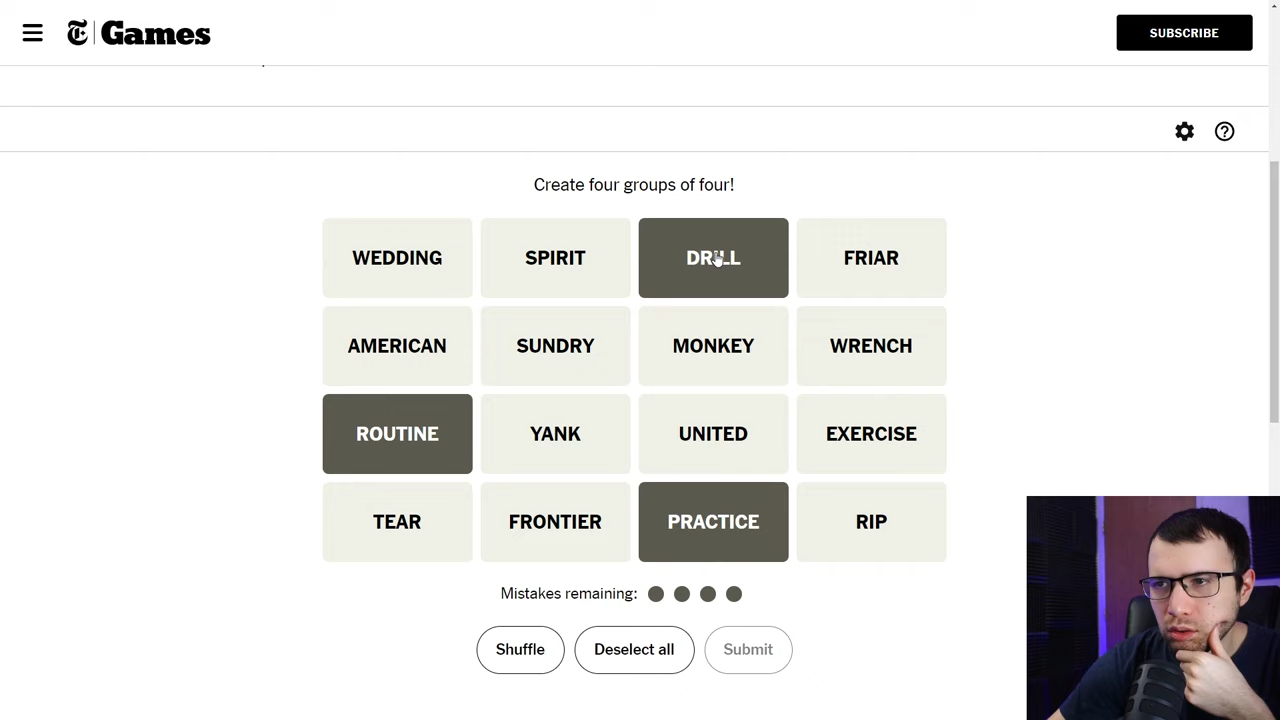 Games
SUBSCRIBE
Create four groups of four!
WEDDING SPIRIT DRILL FRIAR
AMERICAN SUNDRY MONKEY WRENCH
ROUTINE YANK UNITED EXERCISE
TEAR FRONTIER PRACTICE RIP
Mistakes remaining:
Shuffle Deselect all Submit